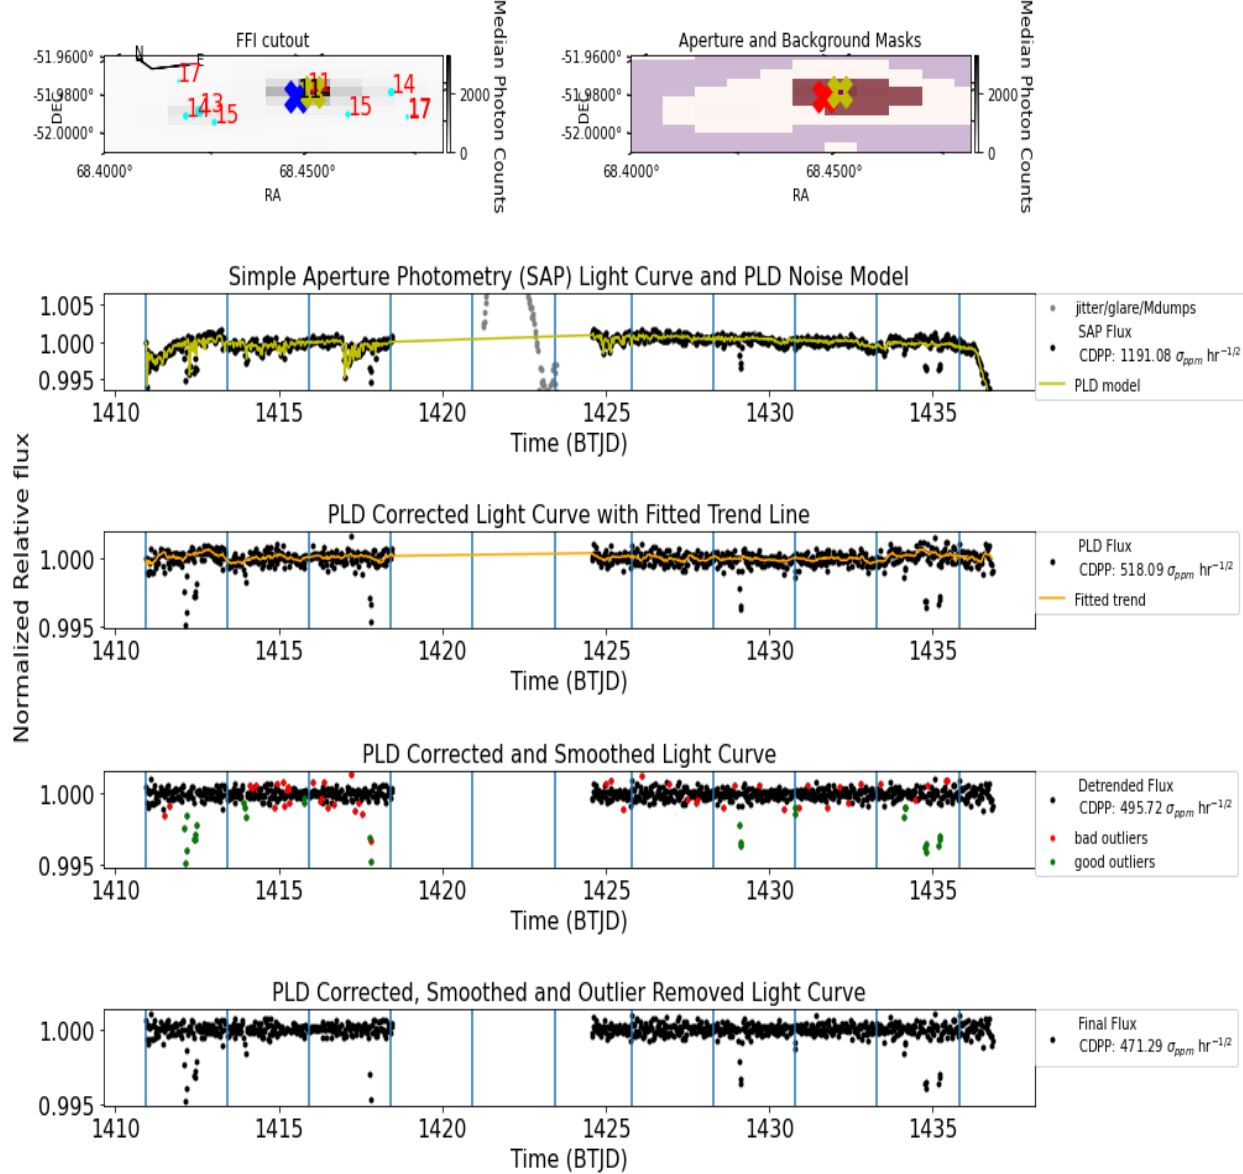 FFI cutout
Aperture and Background Masks
N
E
-51.9600°
-51.9800°
-52.0000°
DEC
17
11
11
14
14
13
15
15
17
2000
0
Median Photon Counts
68.4000°
68.4500°
RA
-51.9600°
-51.9800°
-52.0000°
DEC
2000
0
Median Photon Counts
68.4000°
68.4500°
RA
Normalized Relative flux
Simple Aperture Photometry (SAP) Light Curve and PLD Noise Model
1.005
1.000
0.995
1410 1415 1420 1425 1430 1435
Time (BTJD)
jitter/glare/Mdumps
SAP Flux
CDPP: 1191.08 σppm hr−1/2
PLD model
PLD Corrected Light Curve with Fitted Trend Line
1.000
0.995
1410 1415 1420 1425 1430 1435
Time (BTJD)
PLD Flux
CDPP: 518.09 σppm hr−1/2
Fitted trend
PLD Corrected and Smoothed Light Curve
1.000
0.995
1410 1415 1420 1425 1430 1435
Time (BTJD)
Detrended Flux
CDPP: 495.72 σppm hr−1/2
bad outliers
good outliers
PLD Corrected, Smoothed and Outlier Removed Light Curve
1.000
0.995
1410 1415 1420 1425 1430 1435
Time (BTJD)
Final Flux
CDPP: 471.29 σppm hr−1/2